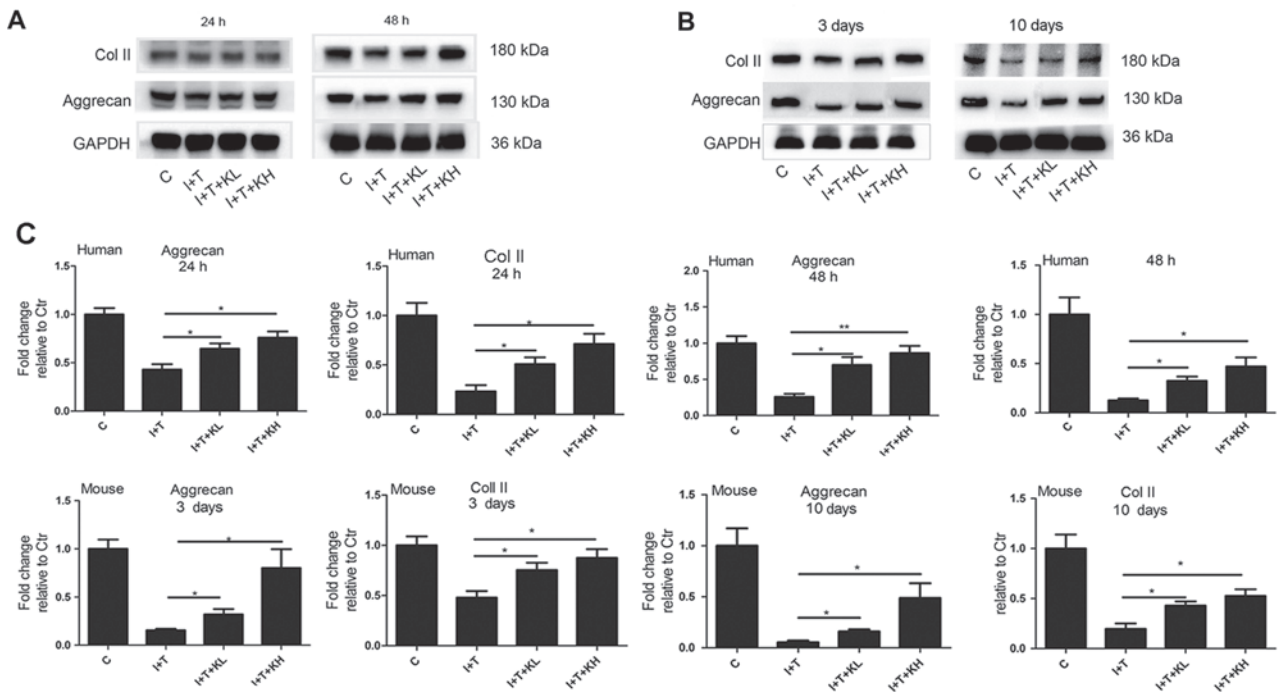 A
24 h
48 h
Col II
180 kDa
Aggrecan
130 kDa
GAPDH
36 kDa
C
I+T
I+T+KL
I+T+KH
C
I+T
I+T+KL
I+T+KH
B
3 days
10 days
Col II
180 kDa
Aggrecan
130 kDa
GAPDH
36 kDa
C
I+T
I+T+KL
I+T+KH
C
I+T
I+T+KL
I+T+KH
C
Human
Aggrecan
24 h
Fold change
relative to Ctr
1.5
1.0
0.5
0.0
*
*
C
I+T
I+T+KL
I+T+KH
Human
Col II
24 h
Fold change
relative to Ctr
1.5
1.0
0.5
0.0
*
*
C
I+T
I+T+KL
I+T+KH
Human
Aggrecan
48 h
Fold change
relative to Ctr
2.0
1.5
1.0
0.5
0.0
**
*
C
I+T
I+T+KL
I+T+KH
Human
48 h
Fold change
relative to Ctr
1.5
1.0
0.5
0.0
*
*
C
I+T
I+T+KL
I+T+KH
Mouse
Aggrecan
3 days
Fold change
relative to Ctr
1.5
1.0
0.5
0.0
*
*
C
I+T
I+T+KL
I+T+KH
Mouse
Coll II
3 days
Fold change
relative to Ctr
1.5
1.0
0.5
0.0
*
*
C
I+T
I+T+KL
I+T+KH
Mouse
Aggrecan
10 days
Fold change
relative to Ctr
1.5
1.0
0.5
0.0
*
*
C
I+T
I+T+KL
I+T+KH
Mouse
Col II
10 days
relative to Ctr
1.5
1.0
0.5
0.0
*
*
C
I+T
I+T+KL
I+T+KH